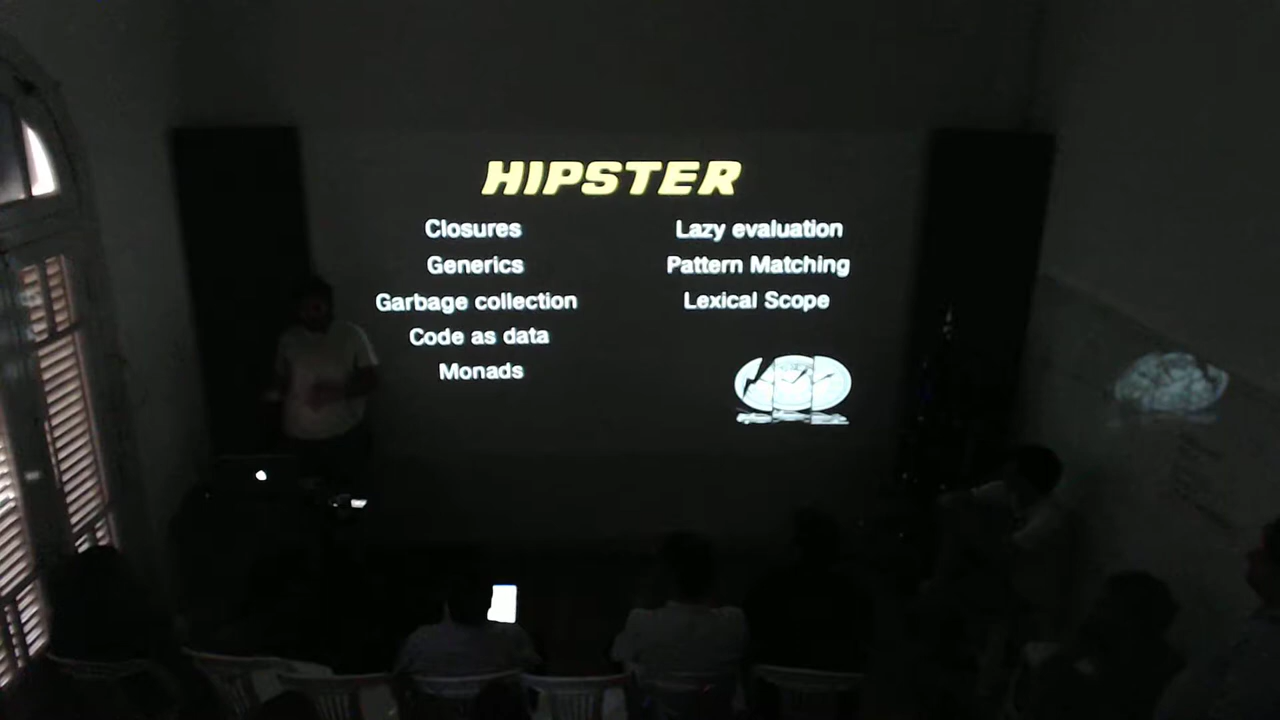 HIPSTER
Closures
Generics
Garbage collection
Code as data
Monads
Lazy evaluation
Pattern Matching
Lexical Scope